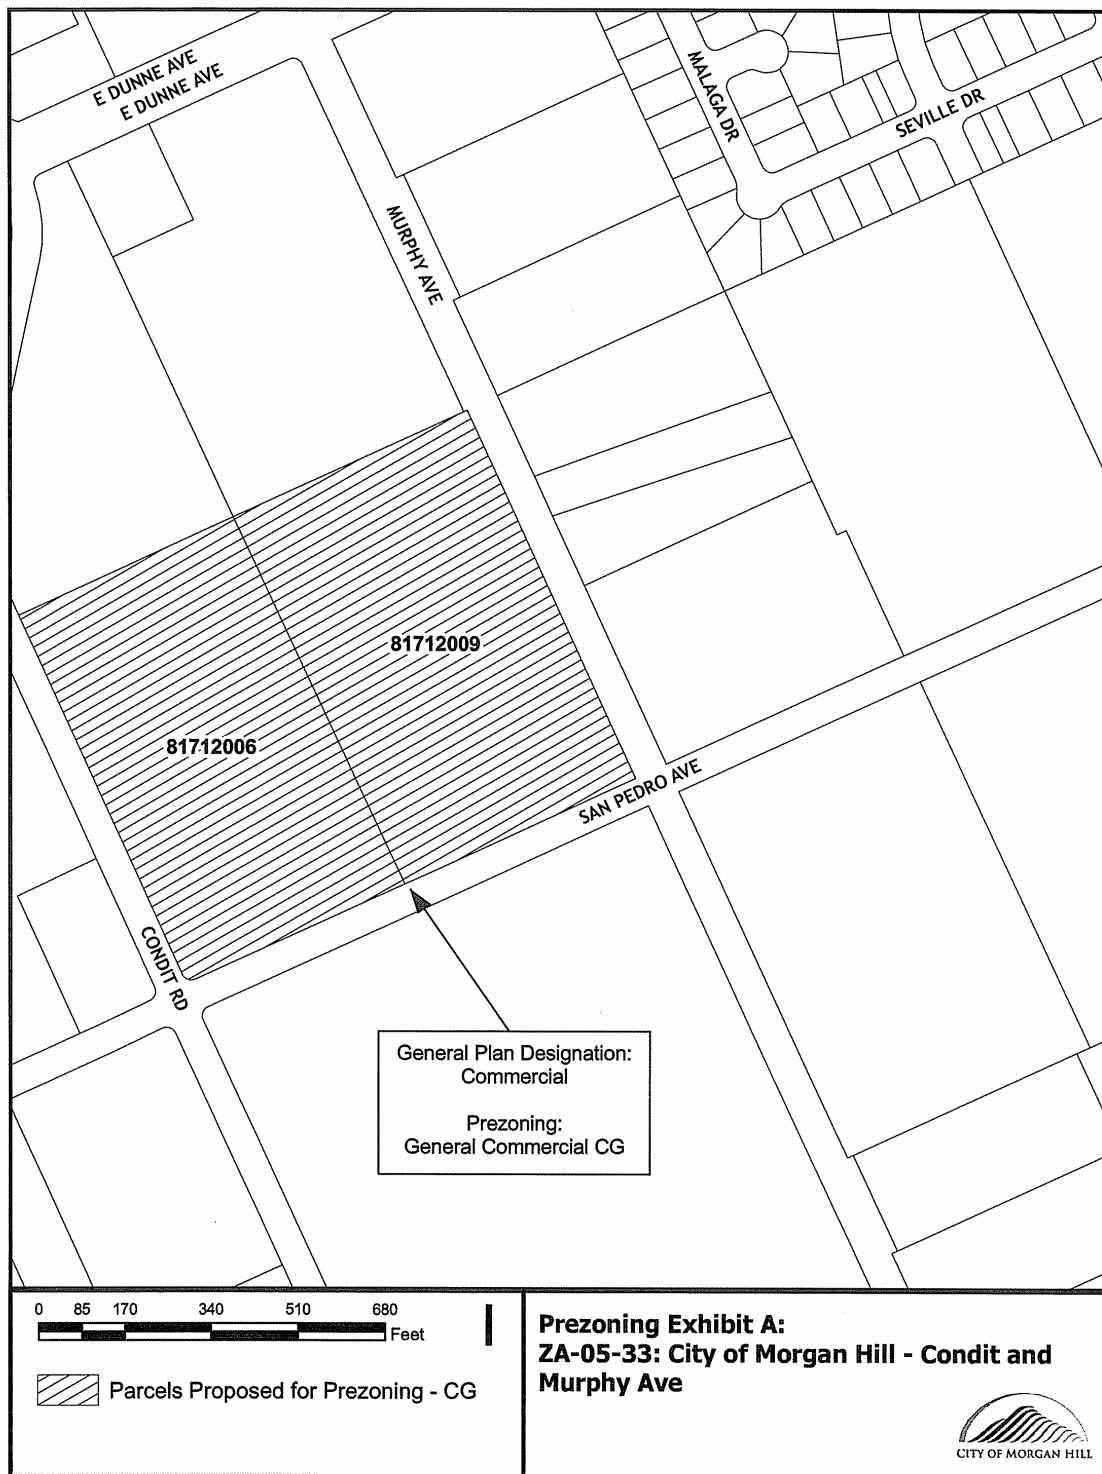 E DUNNE AVE
E DUNNE AVE
MALAGA DR
SEVILLE DR
MURPHY AVE
81712009
81712006
SAN PEDRO AVE
CONDIT RD
General Plan Designation:
Commercial
Prezoning:
General Commercial CG
0 85 170 340 510 680
Feet
Parcels Proposed for Prezoning - CG
Prezoning Exhibit A:
ZA-05-33: City of Morgan Hill - Condit and
Murphy Ave
CITY OF MORGAN HILL